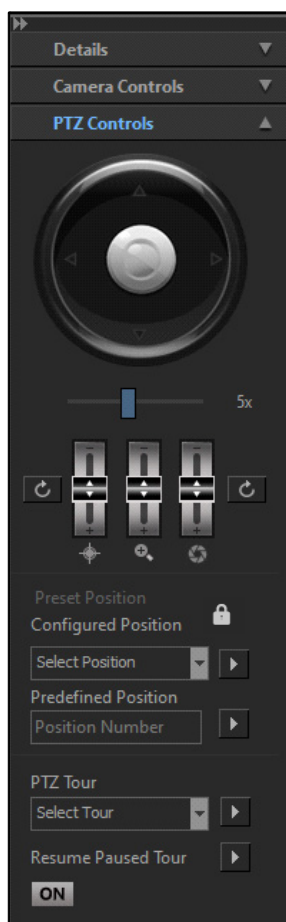 Details
Camera Controls
PTZ Controls
5x
Preset Position
Configured Position
Select Position
Predefined Position
Position Number
PTZ Tour
Select Tour
Resume Paused Tour
ON